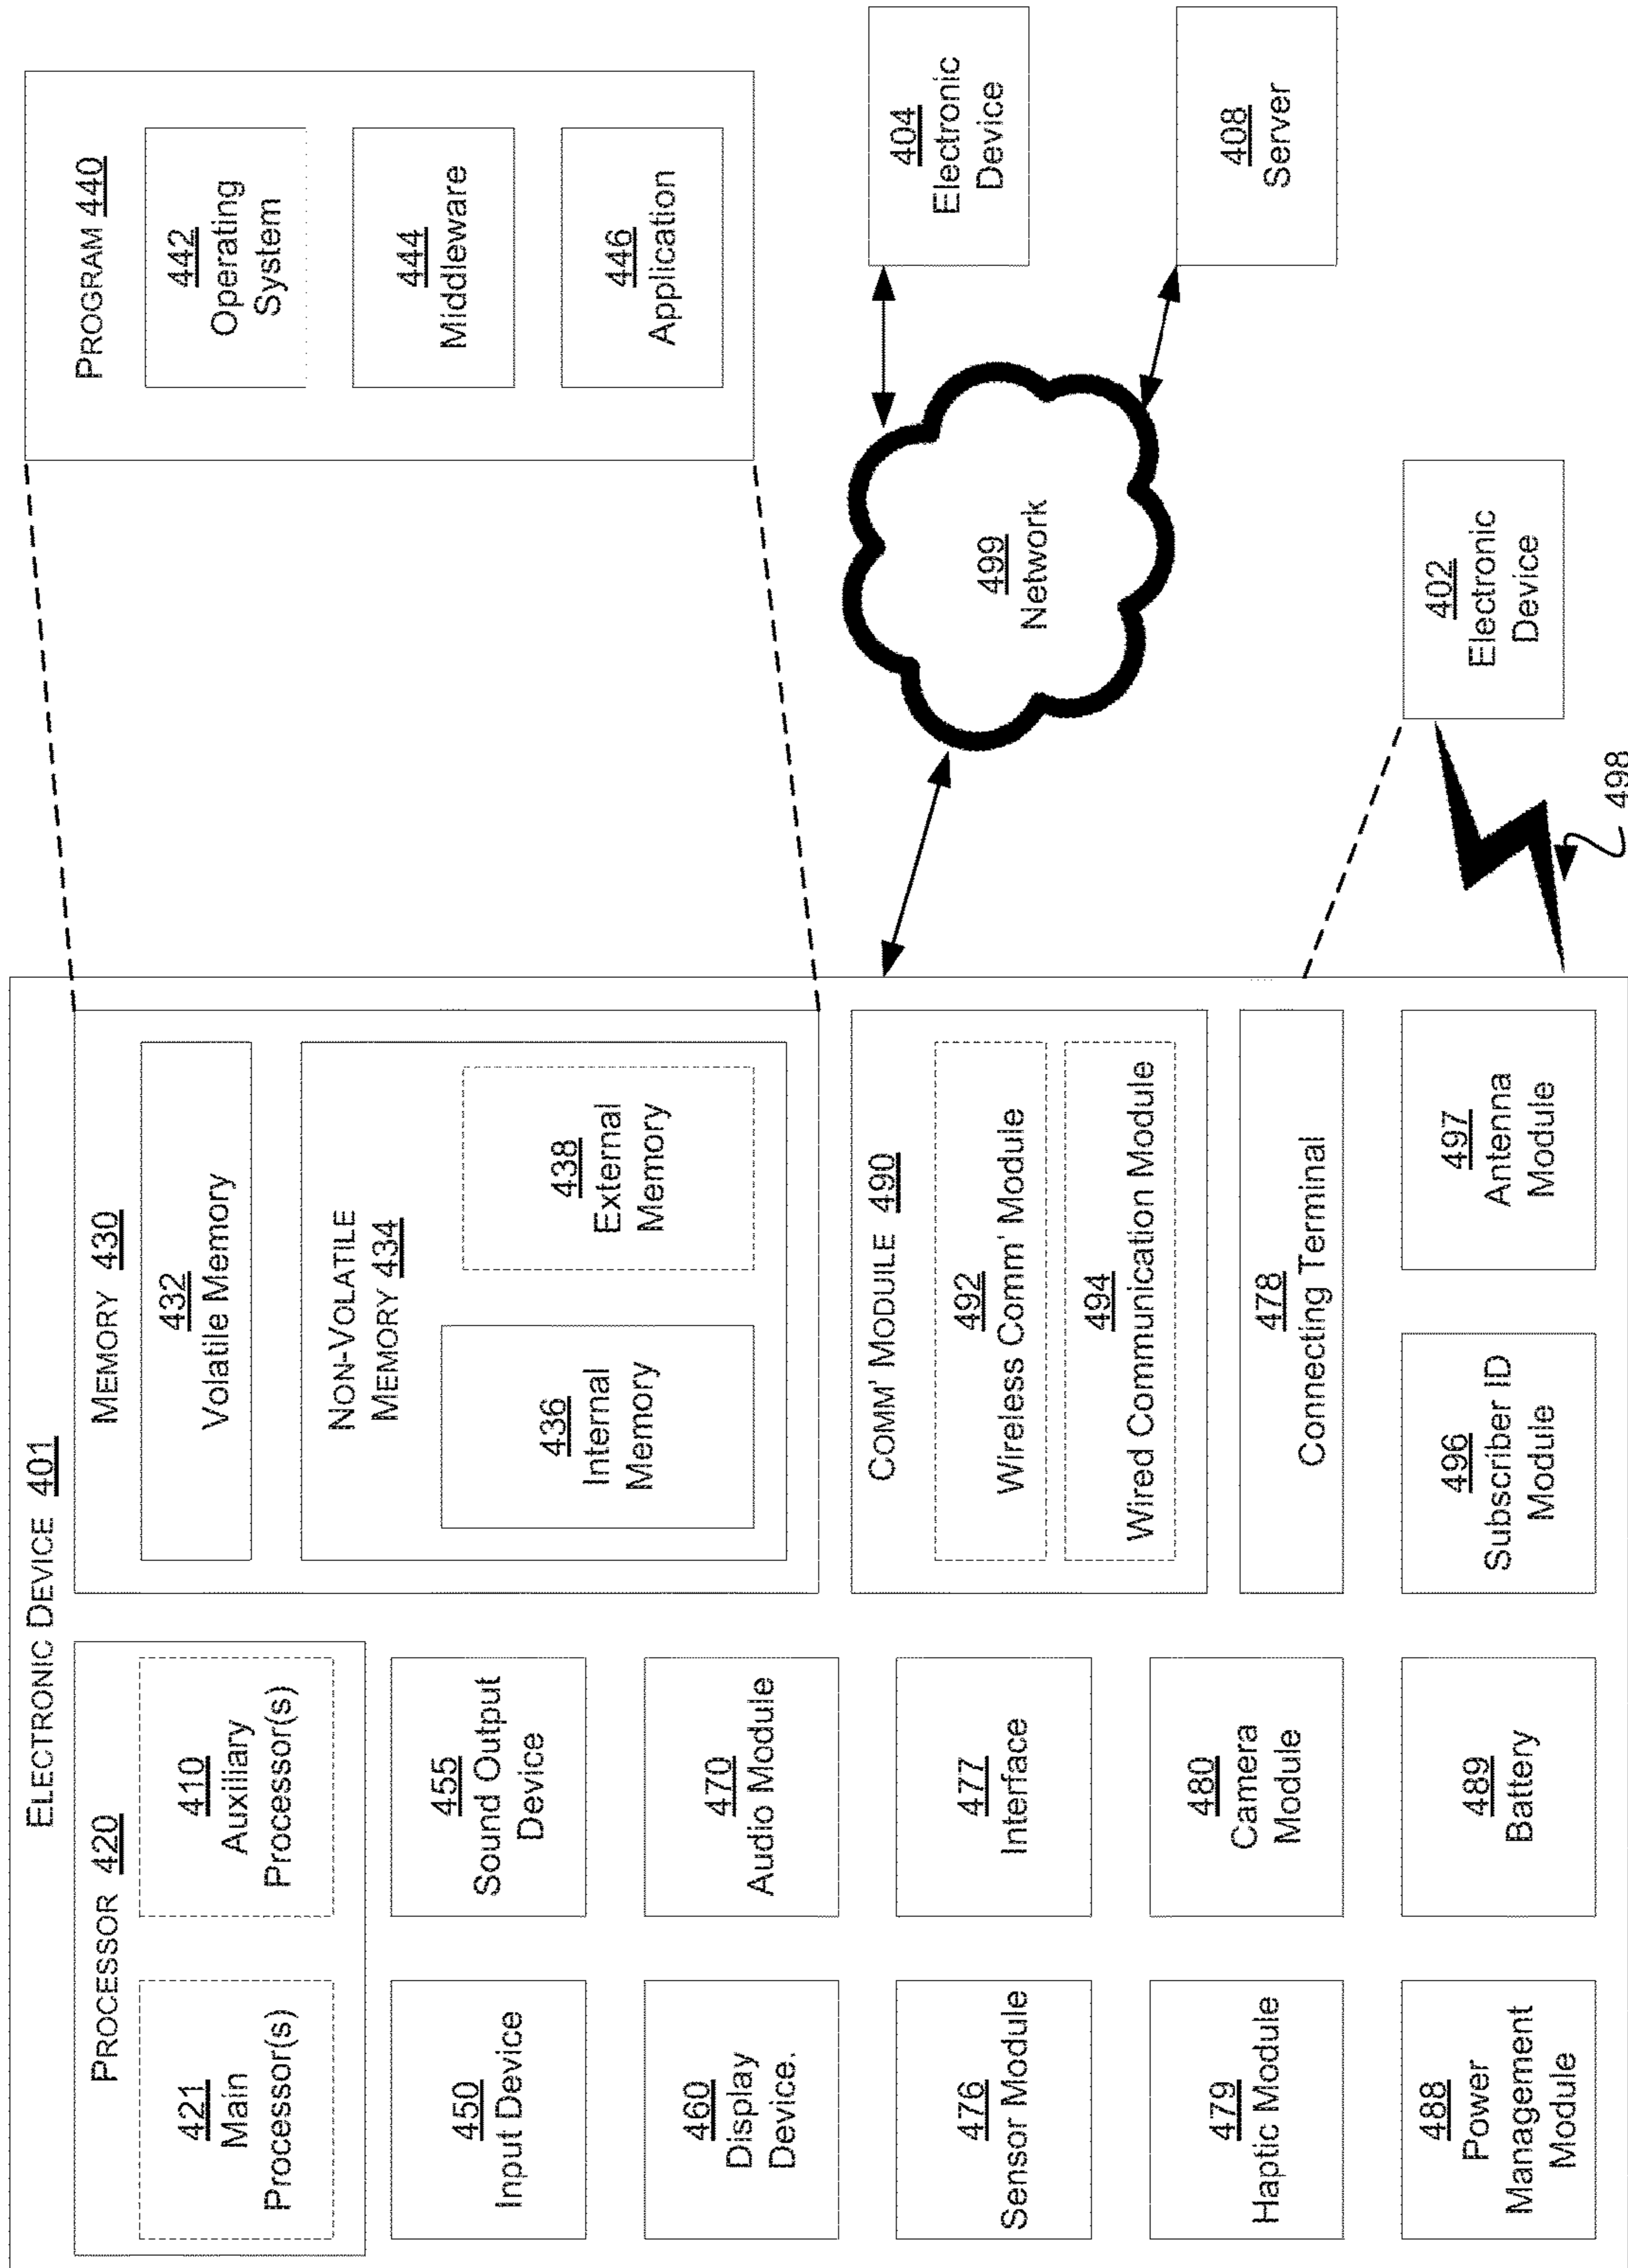 ELECTRONIC DEVICE 401
PROCESSOR 420
421
Main
Processor(s)
410
Auxiliary
Processor(s)
450
Input Device
455
Sound Output
Device
460
Display
Device.
470
Audio Module
476
Sensor Module
477
Interface
479
Haptic Module
480
Camera
Module
488
Power
Management
Module
489
Battery
MEMORY 430
432
Volatile Memory
NON-VOLATILE
MEMORY 434
436
Internal
Memory
438
External
Memory
COMM' MODUILE 490
492
Wireless Comm' Module
494
Wired Communication Module
478
Connecting Terminal
496
Subscriber ID
Module
497
Antenna
Module
PROGRAM 440
442
Operating
System
444
Middleware
446
Application
499
Network
404
Electronic
Device
408
Server
402
Electronic
Device
498